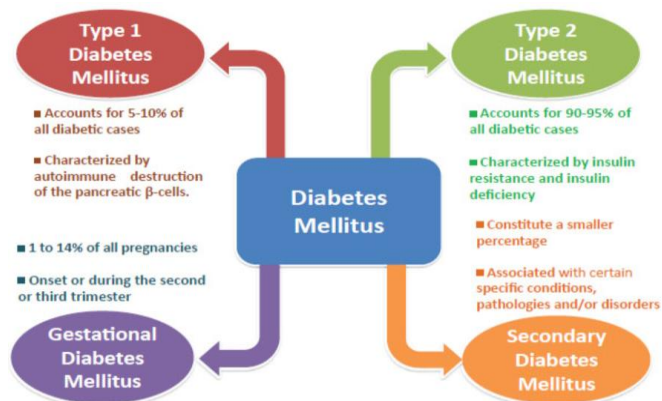 Type 1
Diabetes
Mellitus
Type 2
Diabetes
Mellitus
■ Accounts for 5-10% of
all diabetic cases
■ Characterized by
autoimmune destruction
of the pancreatic β-cells.
■ Accounts for 90-95% of
all diabetic cases
■ Characterized by insulin
resistance and insulin
deficiency
Diabetes
Mellitus
■ 1 to 14% of all pregnancies
■ Onset or during the second
or third trimester
■ Constitute a smaller
percentage
■ Associated with certain
specific conditions,
pathologies and/or disorders
Gestational
Diabetes
Mellitus
Secondary
Diabetes
Mellitus